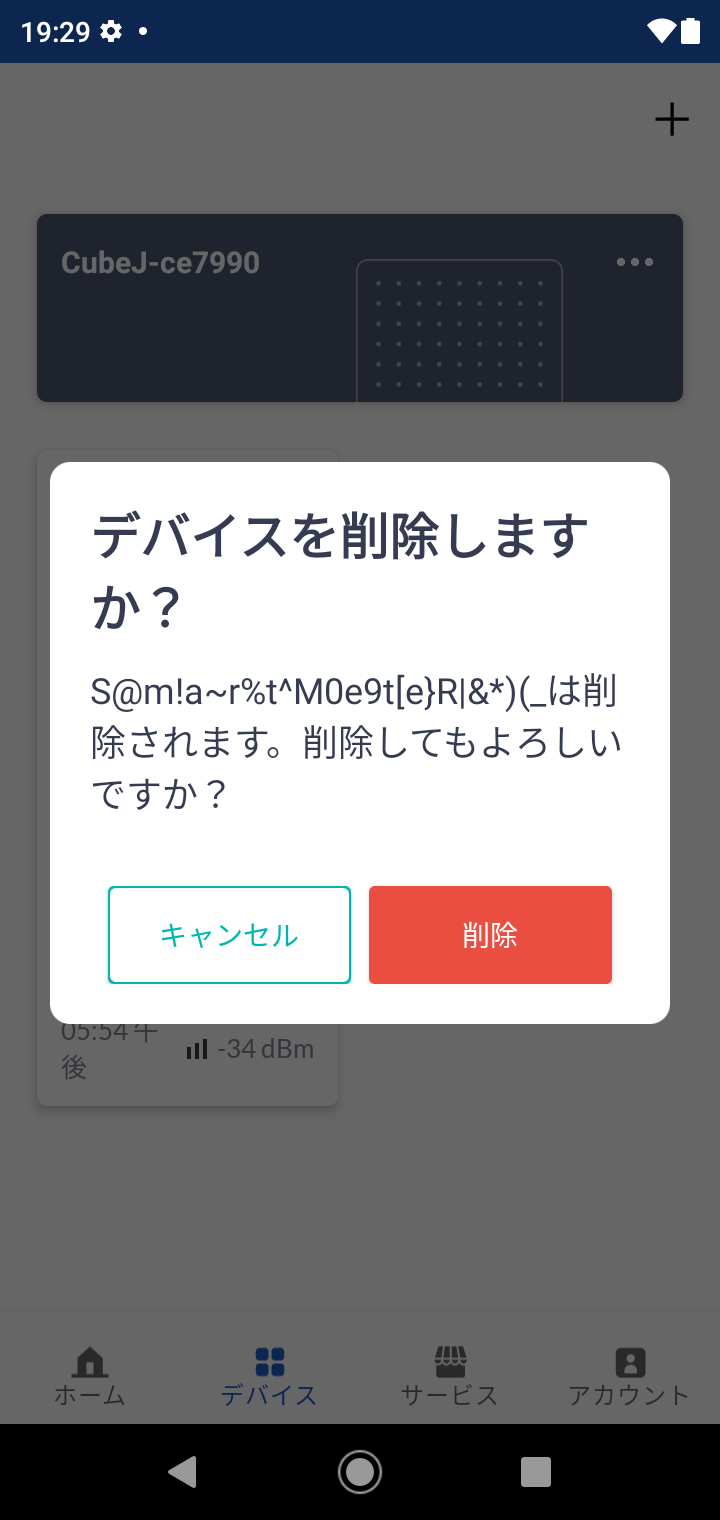 19:29
CubeJ-ce7990
デバイスを削除します
か？
S@m!a~r%t^M0e9t[e}R|&*)(_は削
除されます。削除してもよろしい
ですか？
キャンセル
削除
05:54 午
後
-34 dBm
ホーム
デバイス
サービス
アカウント